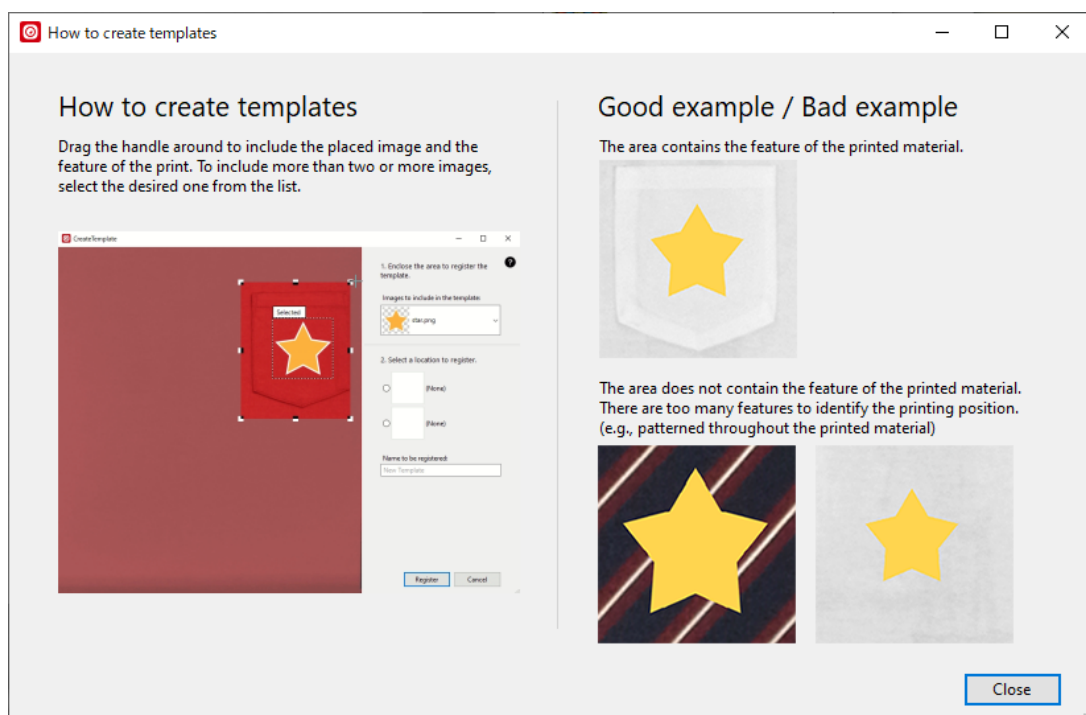 How to create templates
How to create templates
Drag the handle around to include the placed image and the
feature of the print. To include more than two or more images,
select the desired one from the list.
CreateTemplate
1. Enclose the area to register the
template.
?
Images to include in the template:
star.png
Selected
2. Select a location to register.
(None)
(None)
Name to be registered:
New Template
Register
Cancel
Good example / Bad example
The area contains the feature of the printed material.
The area does not contain the feature of the printed material.
There are too many features to identify the printing position.
(e.g., patterned throughout the printed material)
Close